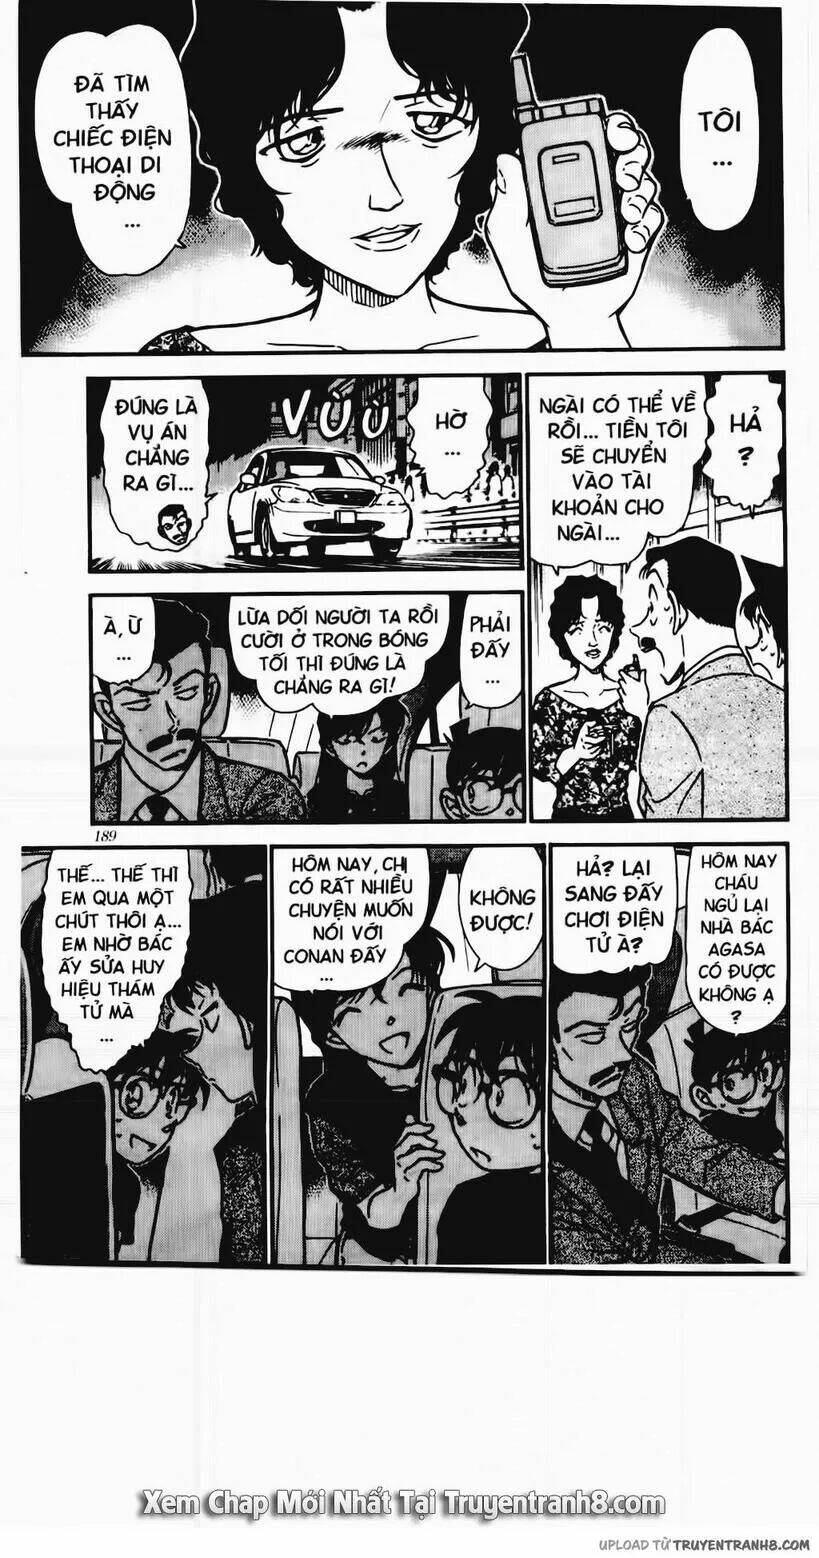 TÔI
...
ĐÃ TÌM
THẤY
CHIẾC ĐIỆN
THOẠI DI
ĐỘNG
...
HẢ
?
NGÀI CÓ THỂ VỀ
RỒI... TIỀN TÔI
SẼ CHUYỂN
VÀO TÀI
KHOẢN CHO
NGÀI...
HỜ
...
VÙÙ
ĐÚNG LÀ
VỤ ÁN
CHẲNG
RA GÌ...
PHẢI
ĐẤY
...
LỪA DỐI NGƯỜI TA RỒI
CƯỜI Ở TRONG BÓNG
TỐI THÌ ĐÚNG LÀ
CHẲNG RA GÌ!
À, Ừ
...
189
HÔM NAY
CHÁU
NGỦ LẠI
NHÀ BÁC
AGASA
CÓ ĐƯỢC
KHÔNG Ạ
?
HẢ? LẠI
SANG ĐẤY
CHƠI ĐIỆN
TỬ À?
KHÔNG
ĐƯỢC!
HÔM NAY, CHỊ
CÓ RẤT NHIỀU
CHUYỆN MUỐN
NÓI VỚI
CONAN ĐẤY
...
THẾ... THẾ THÌ
EM QUA MỘT
CHÚT THÔI Ạ...
EM NHỜ BÁC
ẤY SỬA HUY
HIỆU THÁM
TỬ MÀ
...
Xem Chap Mới Nhất Tại Truyentranh8.com
UPLOAD TỪ TRUYENTRANH8.COM